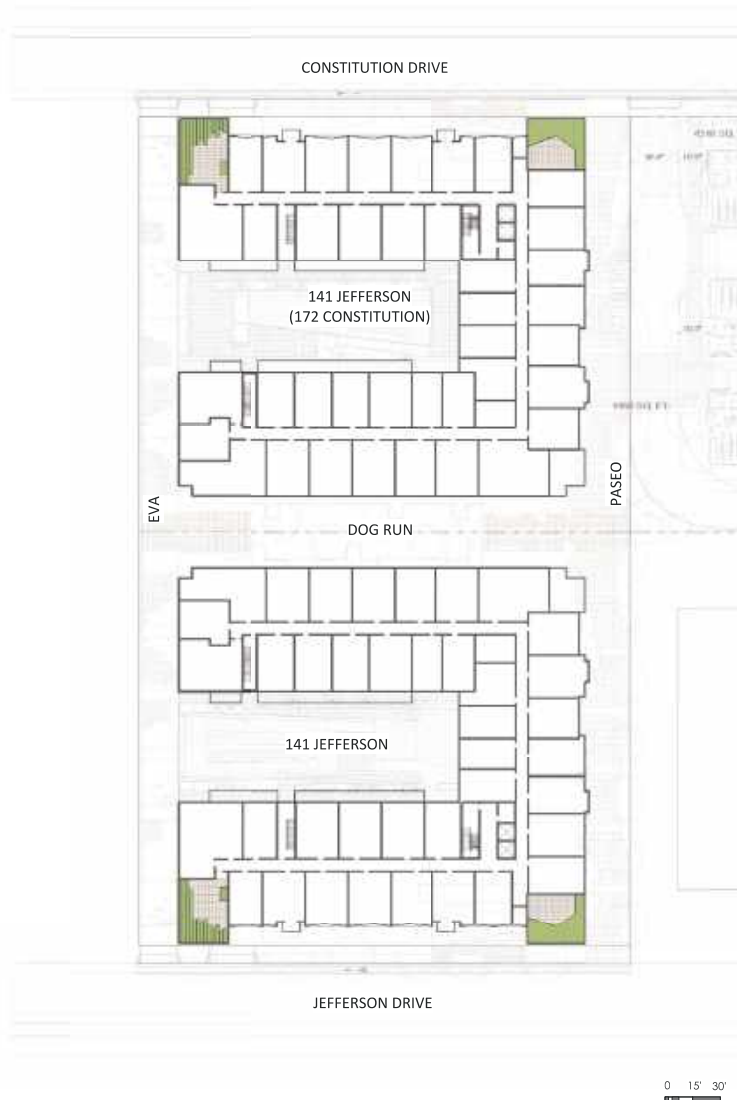 CONSTITUTION DRIVE
141 JEFFERSON
(172 CONSTITUTION)
EVA
PASEO
DOG RUN
141 JEFFERSON
JEFFERSON DRIVE
0 15' 30'